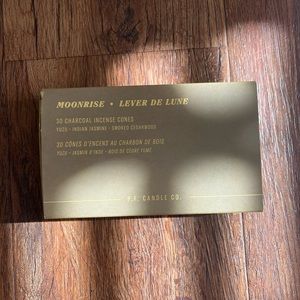 MOONRISE • LEVER DE LUNE
30 CHARCOAL INCENSE CONES
YUZU – INDIAN JASMINE – SMOKED CEDARWOOD
30 CÔNES D'ENCENS AU CHARBON DE BOIS
YUZU – JASMIN D'INDE – BOIS DE CÈDRE FUMÉ
P.F. CANDLE CO.